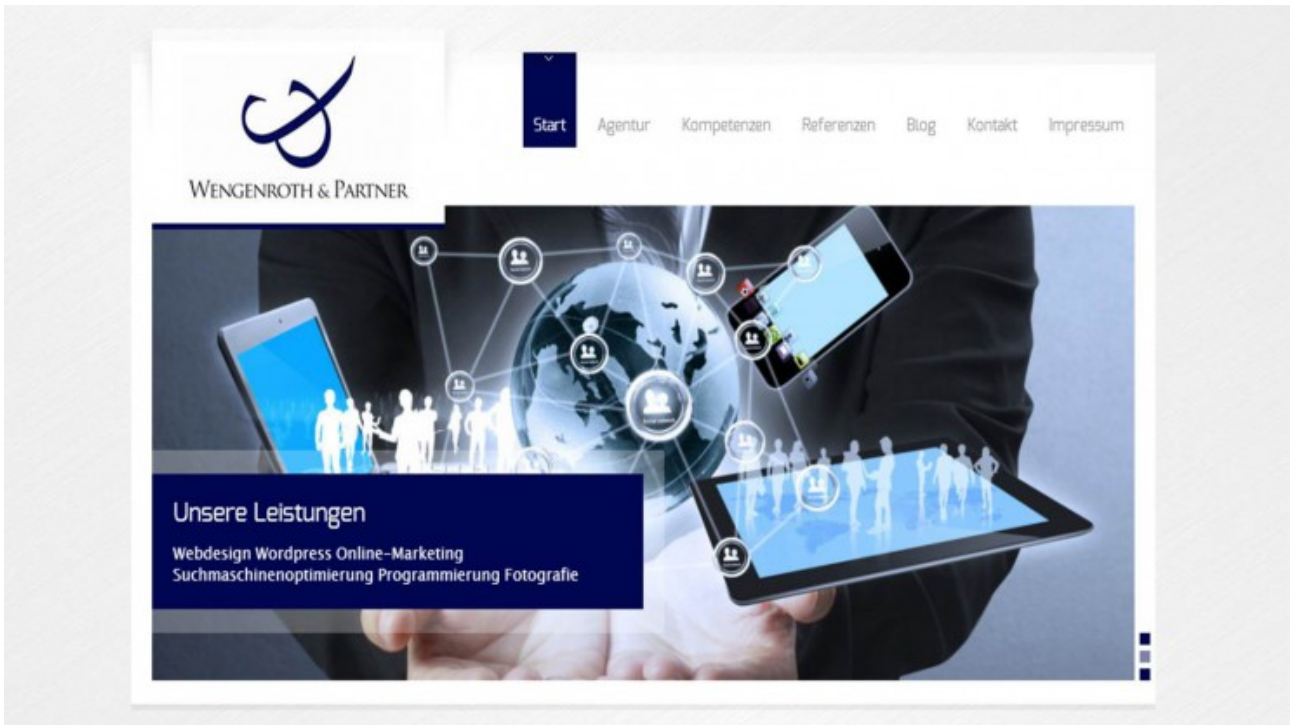 WENGENROTH & PARTNER
Start Agentur Kompetenzen Referenzen Blog Kontakt Impressum
Unsere Leistungen
Webdesign Wordpress Online-Marketing
Suchmaschinenoptimierung Programmierung Fotografie